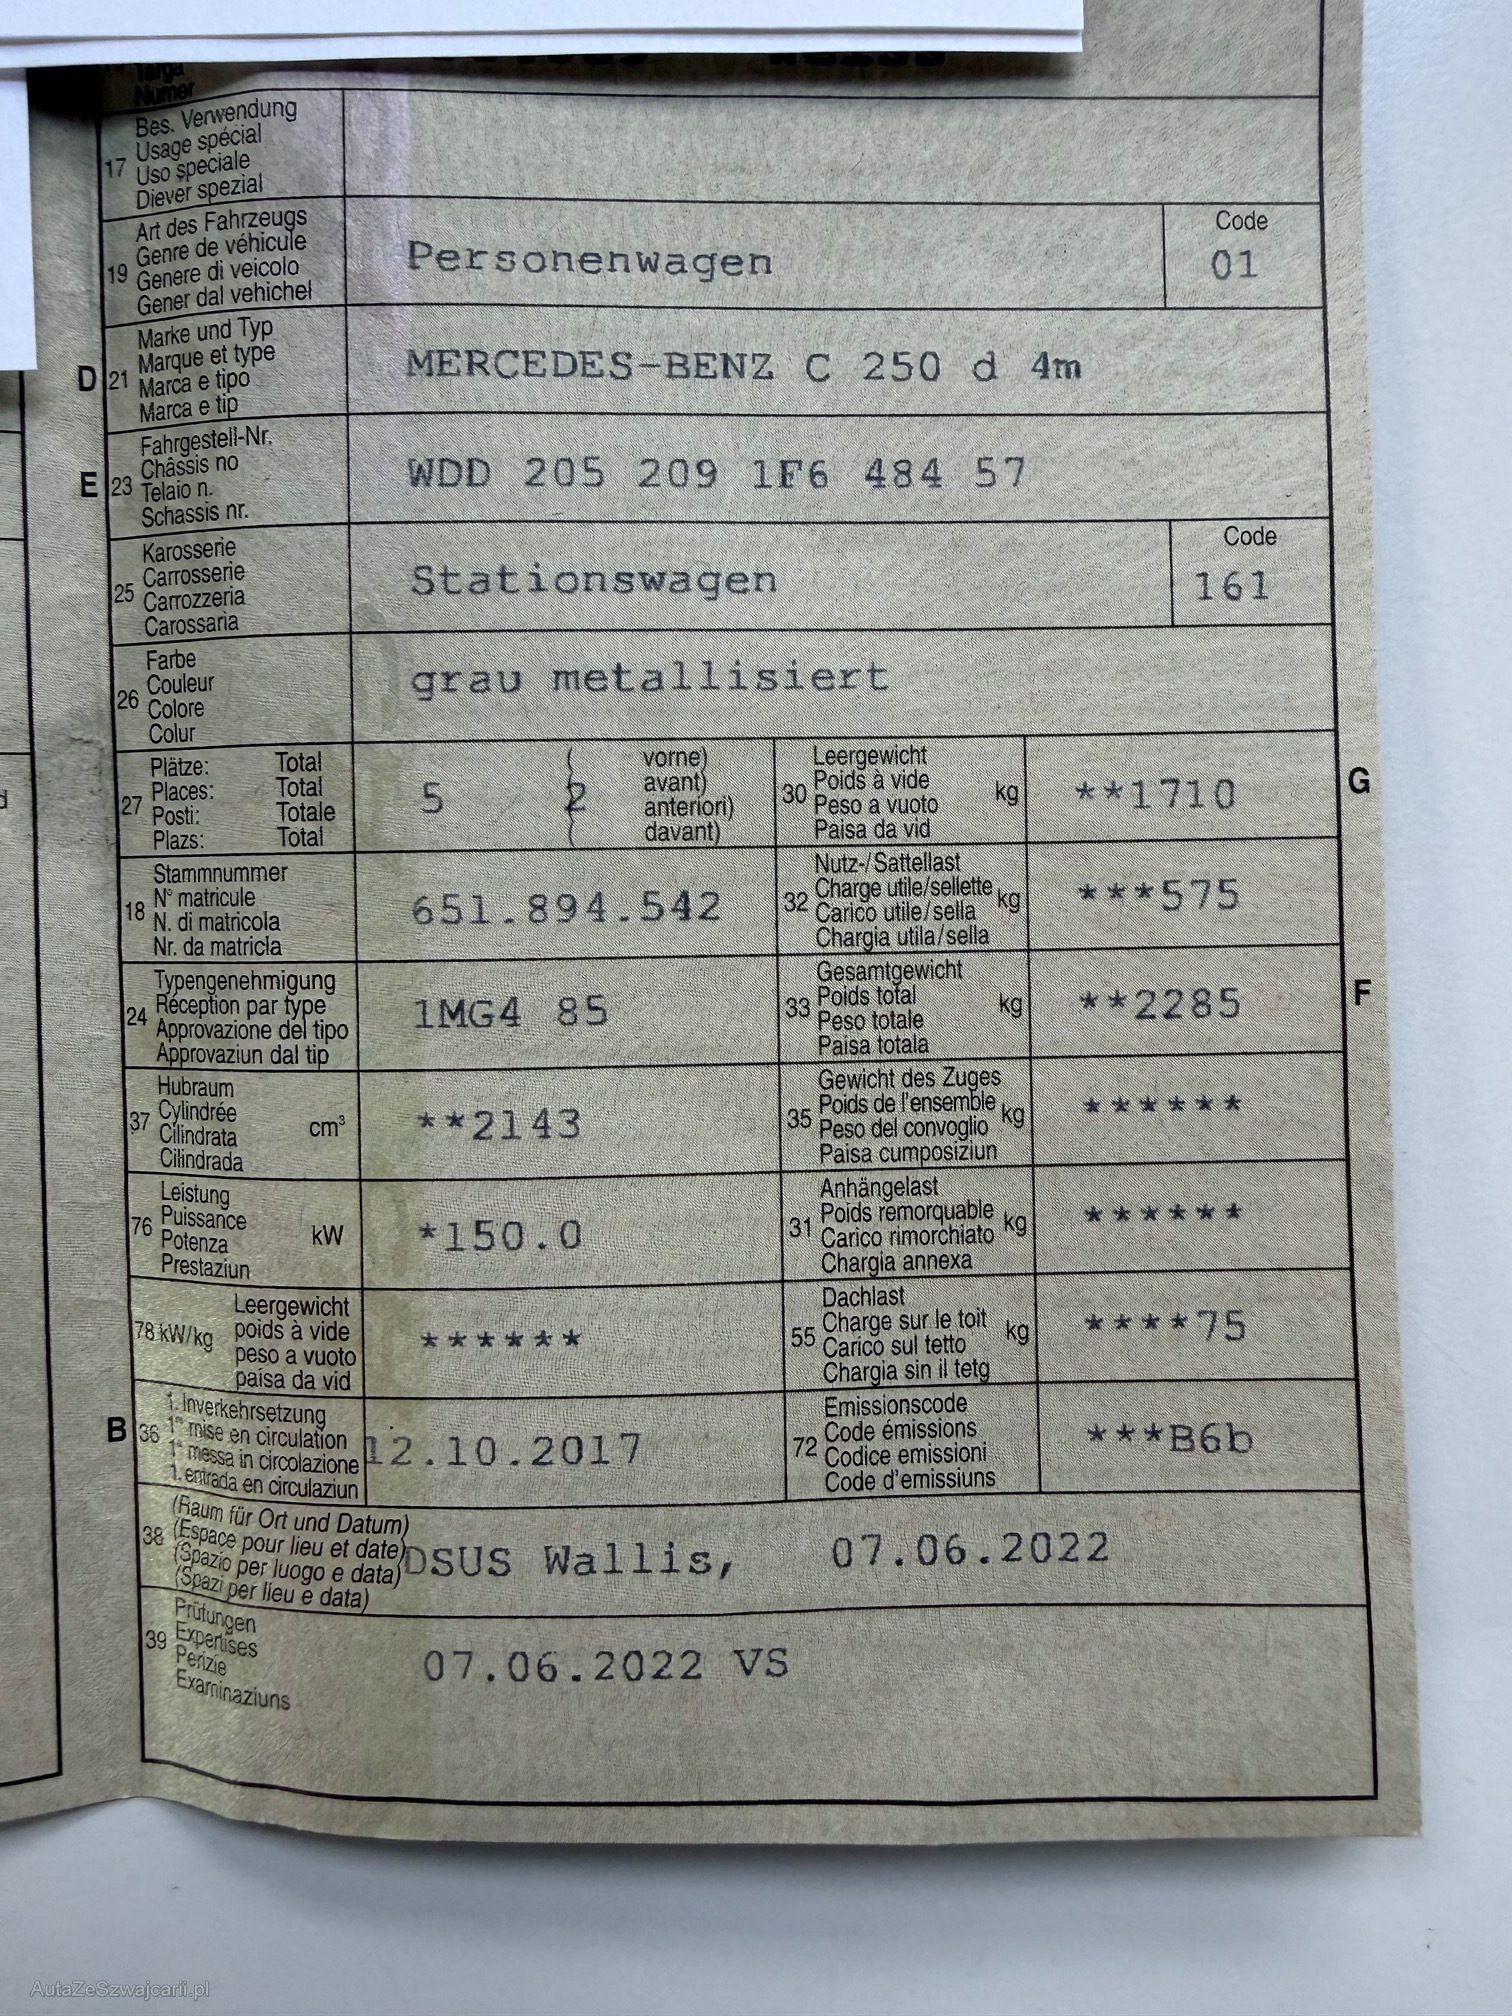 Targa
Numer
17 Bes. Verwendung
Usage spécial
Uso speciale
Diever spezial
19 Art des Fahrzeugs
Genre de véhicule
Genere di veicolo
Gener dal vehichel
Personenwagen
Code
01
D 21 Marke und Typ
Marque et type
Marca e tipo
Marca e tip
MERCEDES-BENZ C 250 d 4m
E 23 Fahrgestell-Nr.
Châssis no
Telaio n.
Schassis nr.
WDD 205 209 1F6 484 57
25 Karosserie
Carrosserie
Carrozzeria
Carossaria
Stationswagen
Code
161
26 Farbe
Couleur
Colore
Colur
grau metallisiert
27 Plätze: Total
Places: Total
Posti: Totale
Plazs: Total
5 2
( vorne)
avant)
anteriori)
( davant)
30 Leergewicht
Poids à vide
Peso a vuoto
Paisa da vid
kg
**1710
G
18 Stammnummer
N° matricule
N. di matricola
Nr. da matricla
651.894.542
32 Nutz-/Sattellast
Charge utile/sellette
Carico utile/sella
Chargia utila/sella
kg
***575
24 Typengenehmigung
Réception par type
Approvazione del tipo
Approvaziun dal tip
1MG4 85
33 Gesamtgewicht
Poids total
Peso totale
Paisa totala
kg
**2285
F
37 Hubraum
Cylindrée
Cilindrata
Cilindrada
cm³
**2143
35 Gewicht des Zuges
Poids de l'ensemble
Peso del convoglio
Paisa cumposiziun
kg
******
76 Leistung
Puissance
Potenza
Prestaziun
kW
*150.0
31 Anhängelast
Poids remorquable
Carico rimorchiato
Chargia annexa
kg
******
78 kW/kg
Leergewicht
poids à vide
peso a vuoto
paisa da vid
******
55 Dachlast
Charge sur le toit
Carico sul tetto
Chargia sin il tetg
kg
****75
B 36 1. Inverkehrsetzung
1re mise en circulation
1a messa in circolazione
1. entrada en circulaziun
12.10.2017
72 Emissionscode
Code émissions
Codice emissioni
Code d'emissiuns
***B6b
38 (Raum für Ort und Datum)
(Espace pour lieu et date)
(Spazio per luogo e data)
(Spazi per lieu e data)
DSUS Wallis, 07.06.2022
39 Prüfungen
Expertises
Perizie
Examinaziuns
07.06.2022 VS
AutaZeSzwajcarii.pl